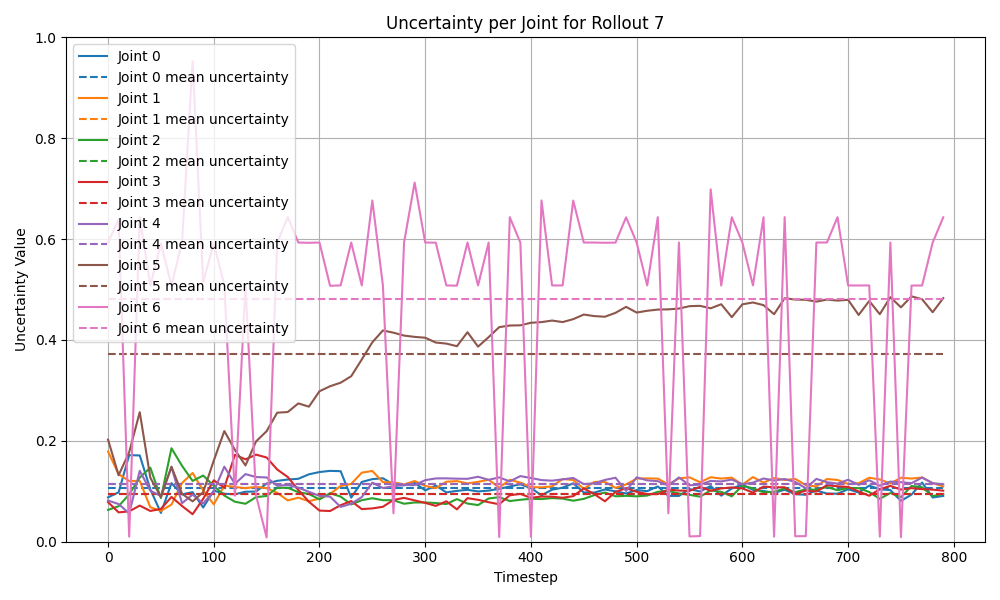 Uncertainty per Joint for Rollout 7
Uncertainty Value
1.0
0.8
0.6
0.4
0.2
0.0
Joint 0
Joint 0 mean uncertainty
Joint 1
Joint 1 mean uncertainty
Joint 2
Joint 2 mean uncertainty
Joint 3
Joint 3 mean uncertainty
Joint 4
Joint 4 mean uncertainty
Joint 5
Joint 5 mean uncertainty
Joint 6
Joint 6 mean uncertainty
0 100 200 300 400 500 600 700 800
Timestep